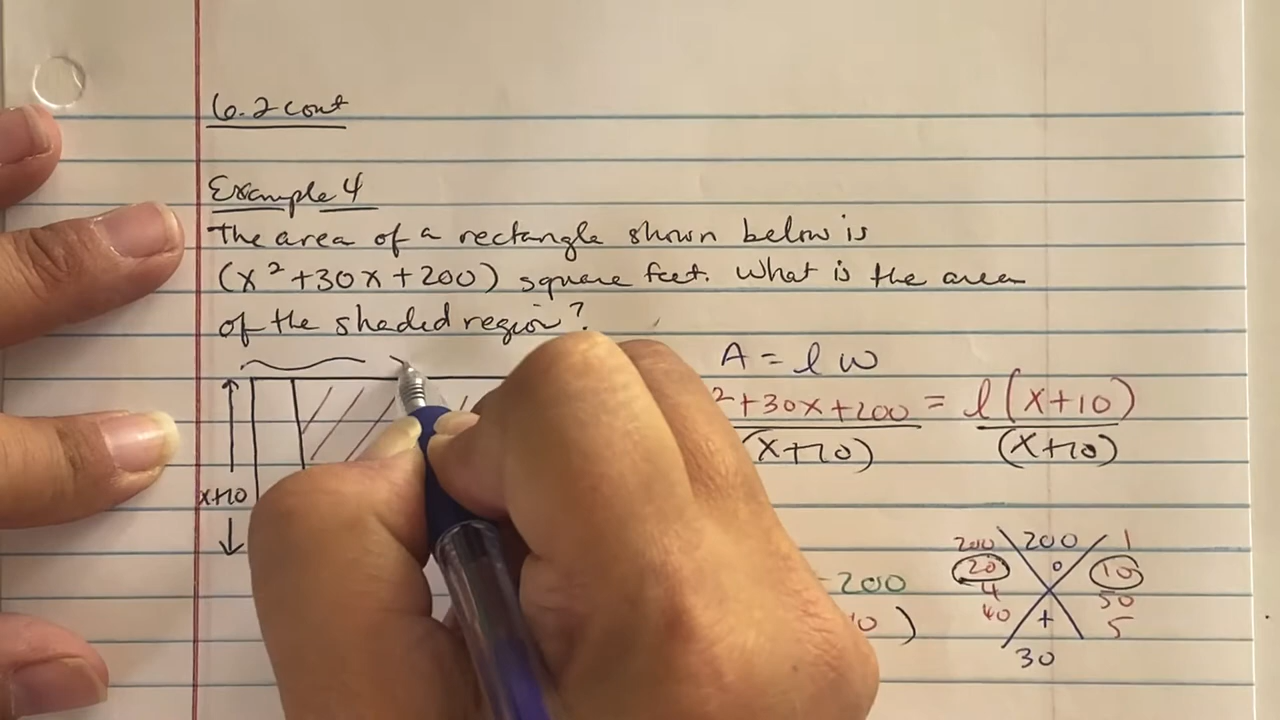 6.2 cont
Example 4
The area of a rectangle shown below is
(x² + 30x + 200) square feet. What is the area
of the shaded region?
A = l w
² + 30x + 200 = l (x + 10)
(x + 10) (x + 10)
x+10
200 200 1
20 • 10
4 50
40 + 5
30
200
)